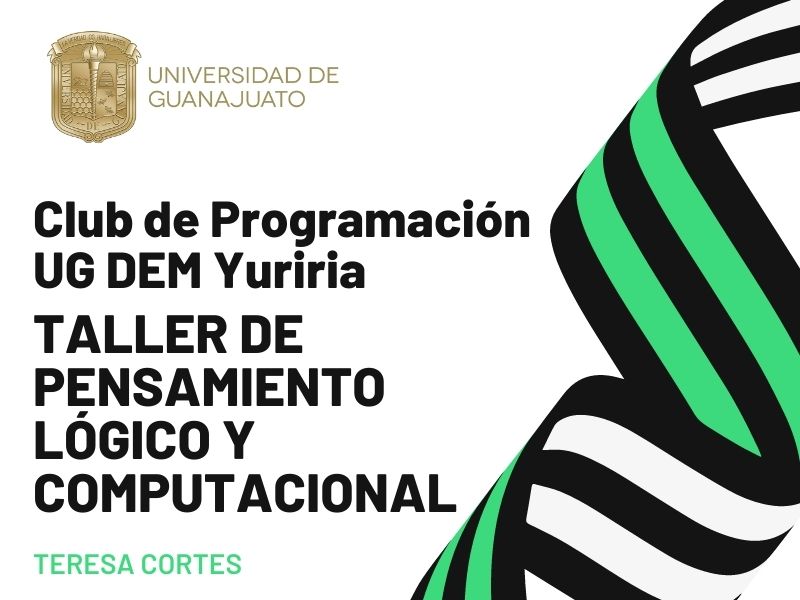 UNIVERSIDAD DE
GUANAJUATO
Club de Programación
UG DEM Yuriria
TALLER DE
PENSAMIENTO
LÓGICO Y
COMPUTACIONAL
TERESA CORTES